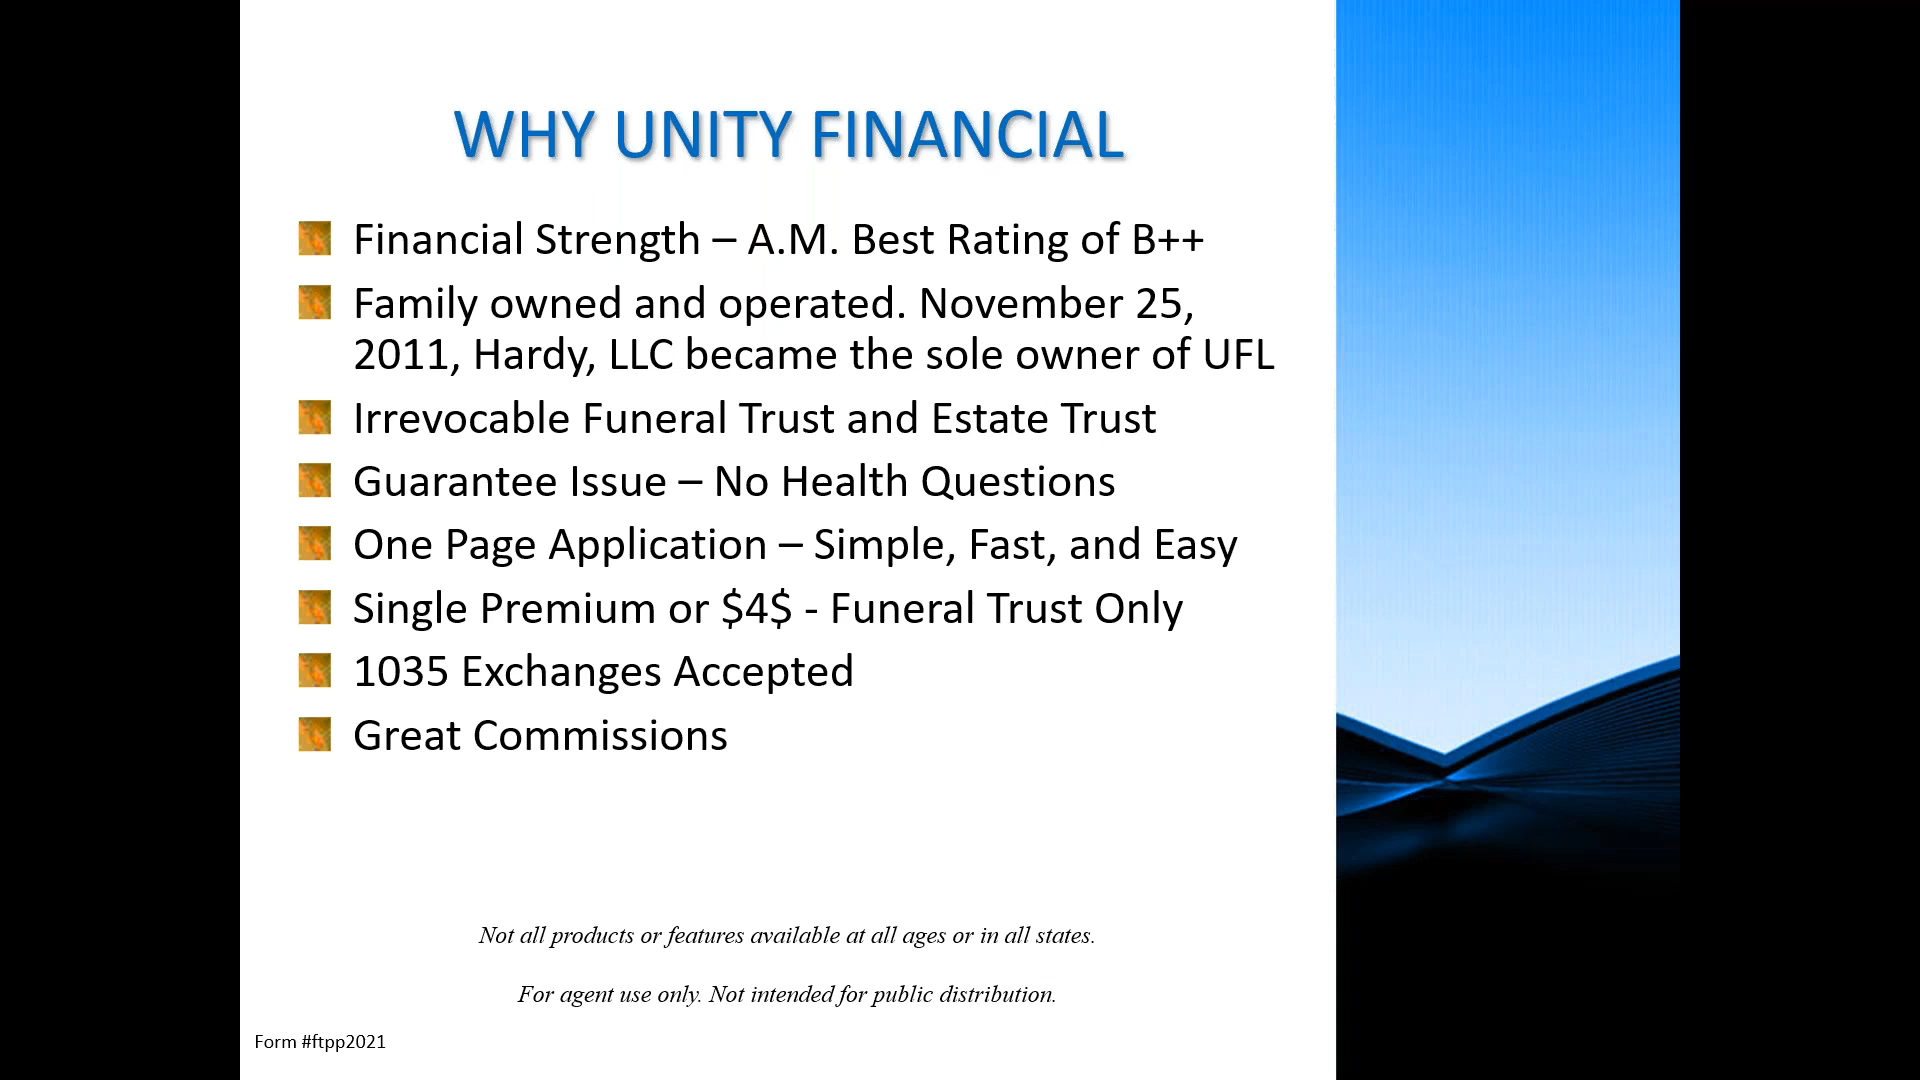 WHY UNITY FINANCIAL
Financial Strength – A.M. Best Rating of B++
Family owned and operated. November 25,
2011, Hardy, LLC became the sole owner of UFL
Irrevocable Funeral Trust and Estate Trust
Guarantee Issue – No Health Questions
One Page Application – Simple, Fast, and Easy
Single Premium or $4$ - Funeral Trust Only
1035 Exchanges Accepted
Great Commissions
Not all products or features available at all ages or in all states.
For agent use only. Not intended for public distribution.
Form #ftpp2021